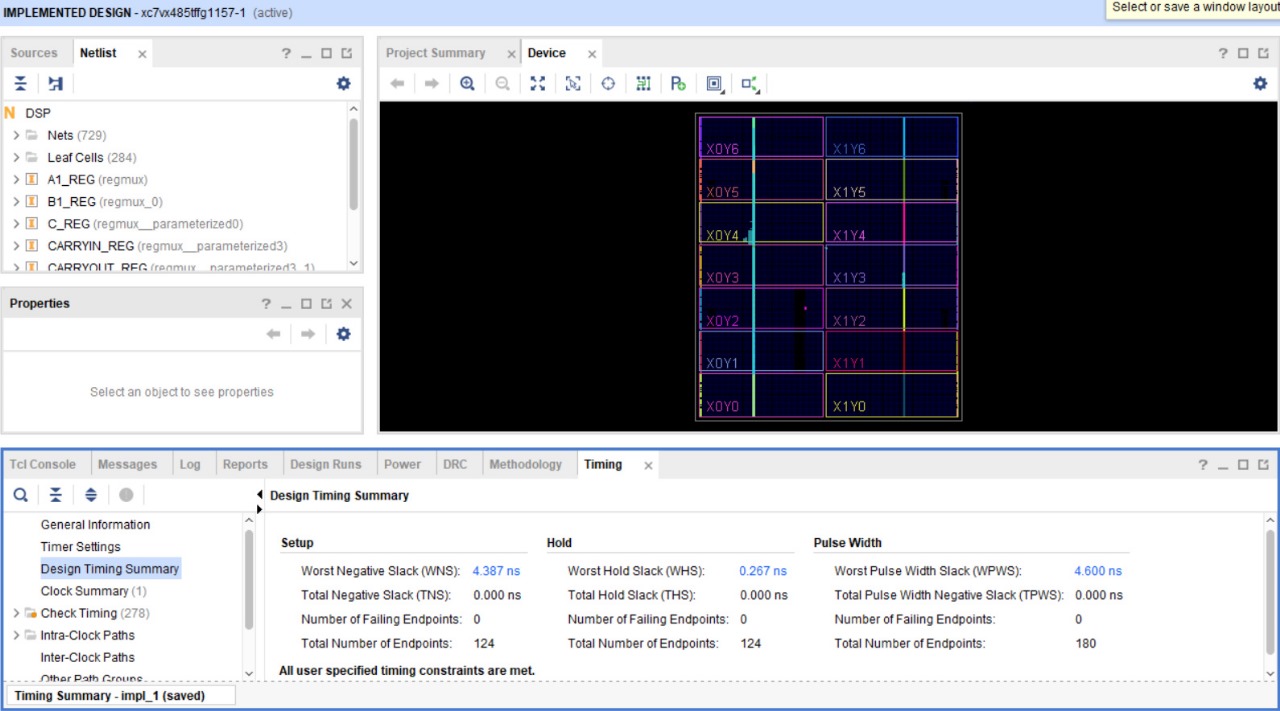 IMPLEMENTED DESIGN - xc7vx485tffg1157-1 (active)
Select or save a window layout
Sources Netlist
DSP
Nets (729)
Leaf Cells (284)
A1_REG (regmux)
B1_REG (regmux_0)
C_REG (regmux__parameterized0)
CARRYIN_REG (regmux__parameterized3)
CARRYOUT_REG (regmux__parameterized3_1)
Properties
Select an object to see properties
Project Summary Device
X0Y6 X1Y6
X0Y5 X1Y5
X0Y4 X1Y4
X0Y3 X1Y3
X0Y2 X1Y2
X0Y1 X1Y1
X0Y0 X1Y0
Tcl Console Messages Log Reports Design Runs Power DRC Methodology Timing
General Information
Timer Settings
Design Timing Summary
Clock Summary (1)
Check Timing (278)
Intra-Clock Paths
Inter-Clock Paths
Other Path Groups
Design Timing Summary
Setup Hold Pulse Width
Worst Negative Slack (WNS): 4.387 ns Worst Hold Slack (WHS): 0.267 ns Worst Pulse Width Slack (WPWS): 4.600 ns
Total Negative Slack (TNS): 0.000 ns Total Hold Slack (THS): 0.000 ns Total Pulse Width Negative Slack (TPWS): 0.000 ns
Number of Failing Endpoints: 0 Number of Failing Endpoints: 0 Number of Failing Endpoints: 0
Total Number of Endpoints: 124 Total Number of Endpoints: 124 Total Number of Endpoints: 180
All user specified timing constraints are met.
Timing Summary - impl_1 (saved)